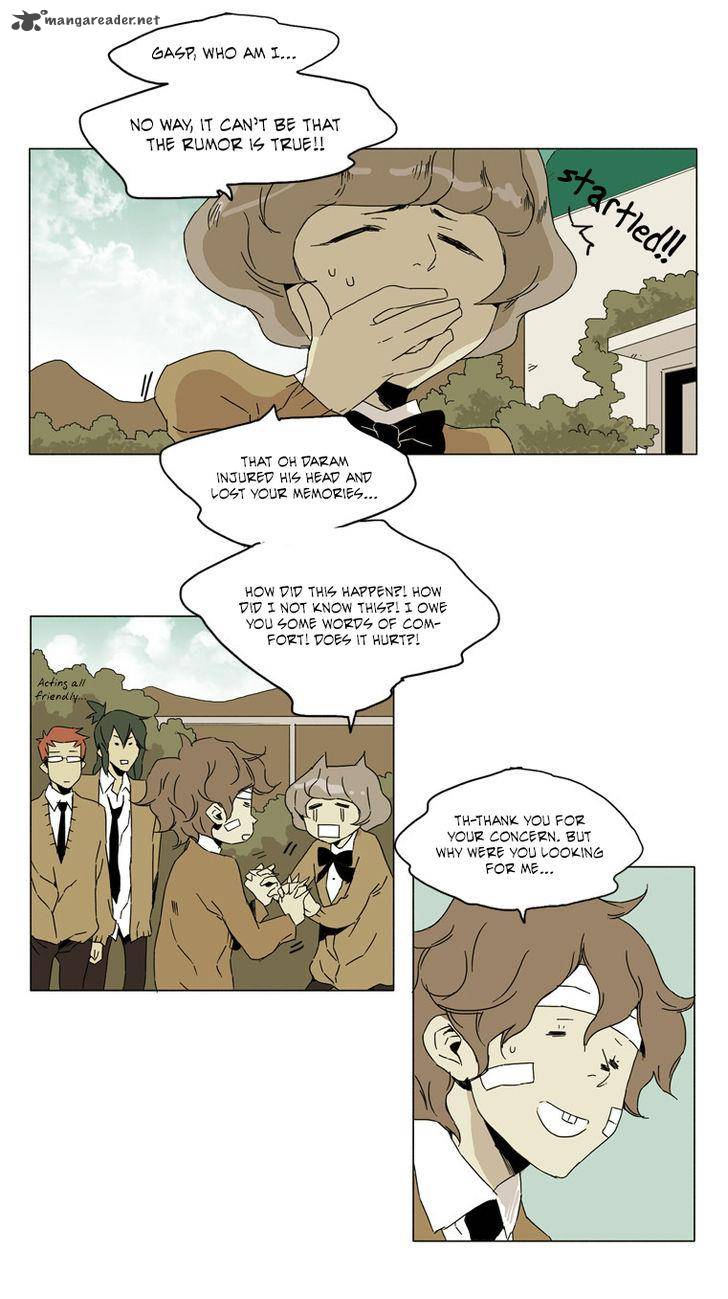 mangareader.net
GASP, WHO AM I...
NO WAY, IT CAN'T BE THAT
THE RUMOR IS TRUE!!
startled!!
THAT OH DARAM
INJURED HIS HEAD AND
LOST YOUR MEMORIES...
HOW DID THIS HAPPEN?! HOW
DID I NOT KNOW THIS?! I OWE
YOU SOME WORDS OF COM-
FORT! DOES IT HURT?!
Acting all
friendly...
TH-THANK YOU FOR
YOUR CONCERN. BUT
WHY WERE YOU LOOKING
FOR ME...